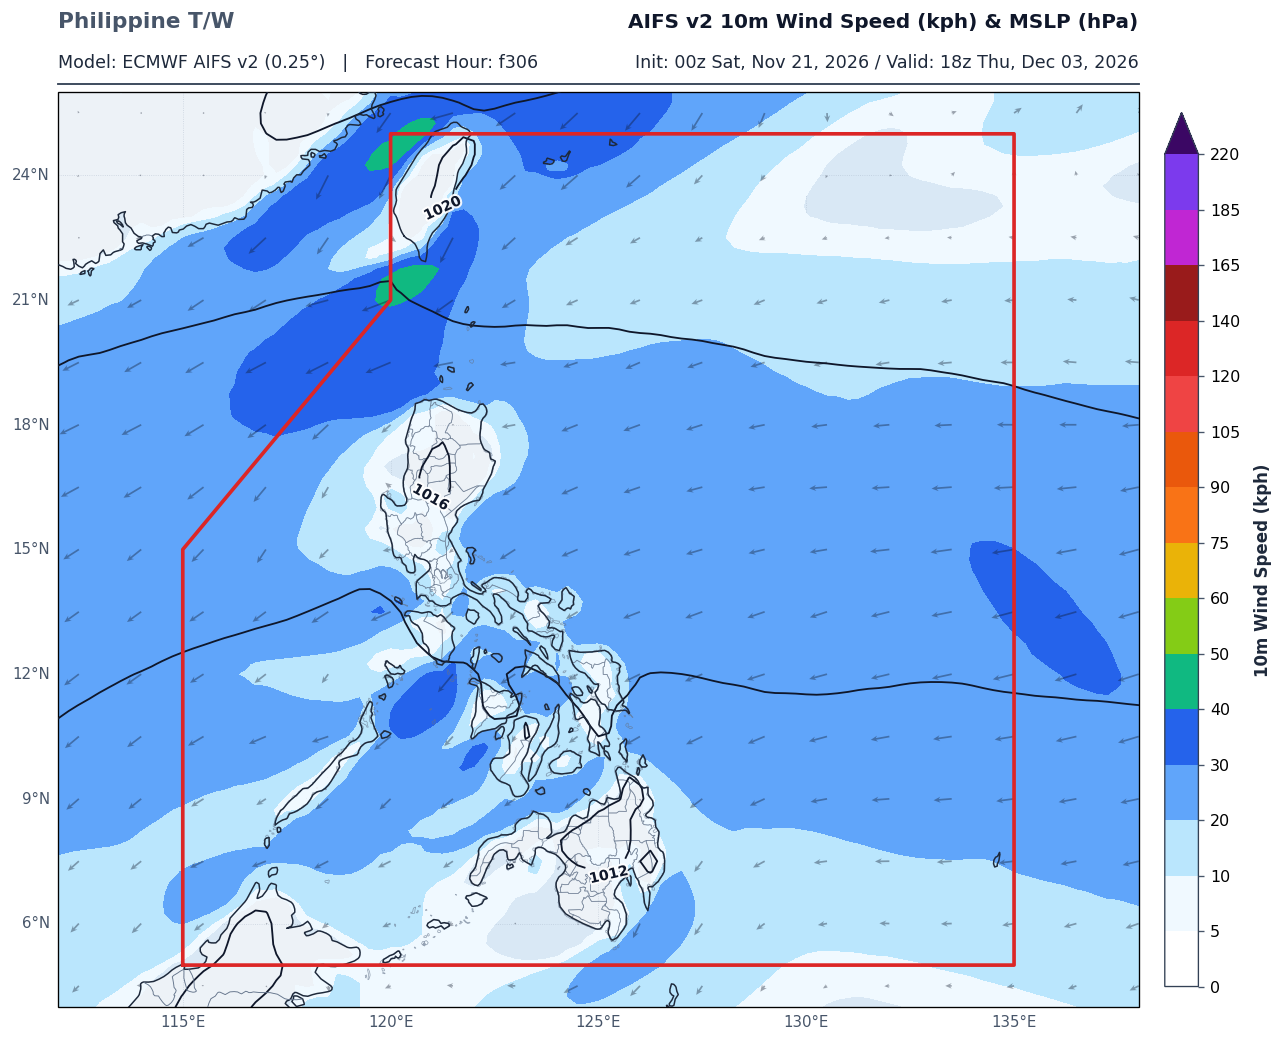 Philippine T/W
AIFS v2 10m Wind Speed (kph) & MSLP (hPa)
Model: ECMWF AIFS v2 (0.25°) | Forecast Hour: f306
Init: 00z Sat, Nov 21, 2026 / Valid: 18z Thu, Dec 03, 2026
24°N
21°N
18°N
15°N
12°N
9°N
6°N
1020
1016
1012
115°E
120°E
125°E
130°E
135°E
220
185
165
140
120
105
90
75
60
50
40
30
20
10
5
0
10m Wind Speed (kph)